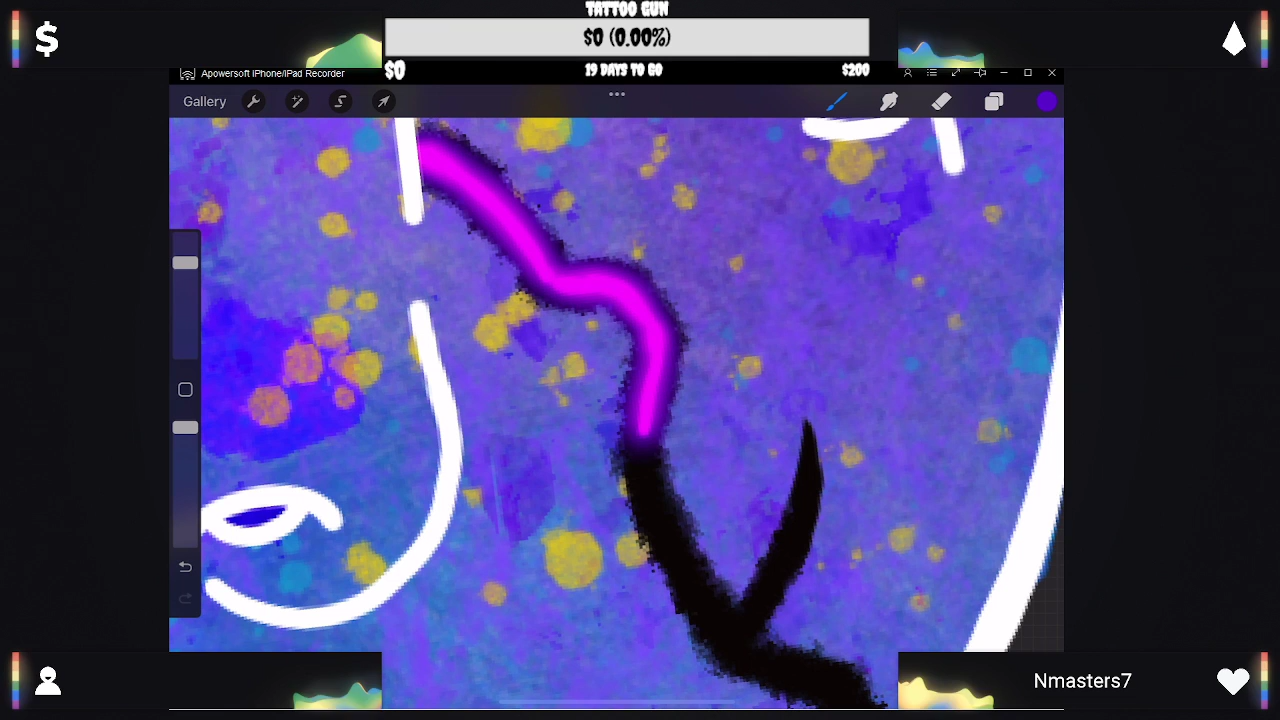 TATTOO GUN
$0 (0.00%)
$0 19 DAYS TO GO $200
$
Apowersoft iPhone/iPad Recorder
Gallery
Nmasters7